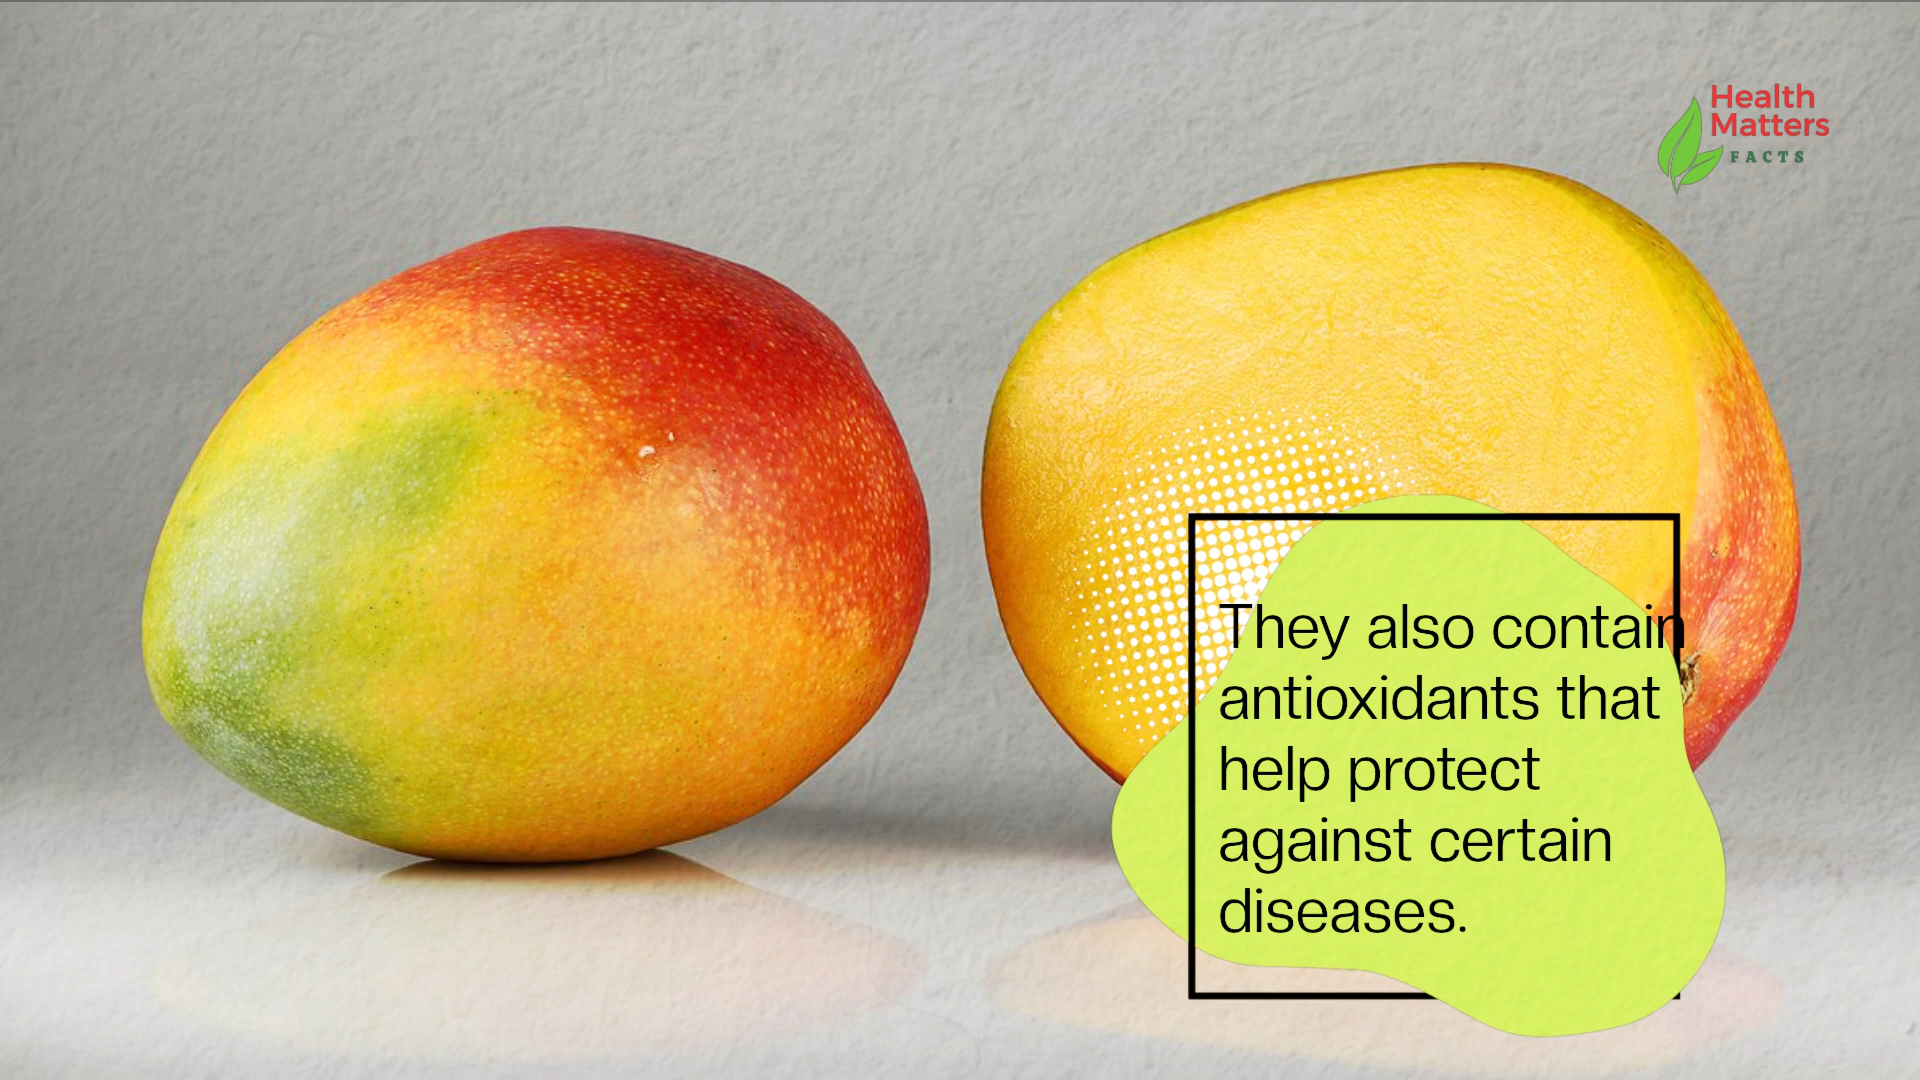 Health
Matters
FACTS
They also contain
antioxidants that
help protect
against certain
diseases.